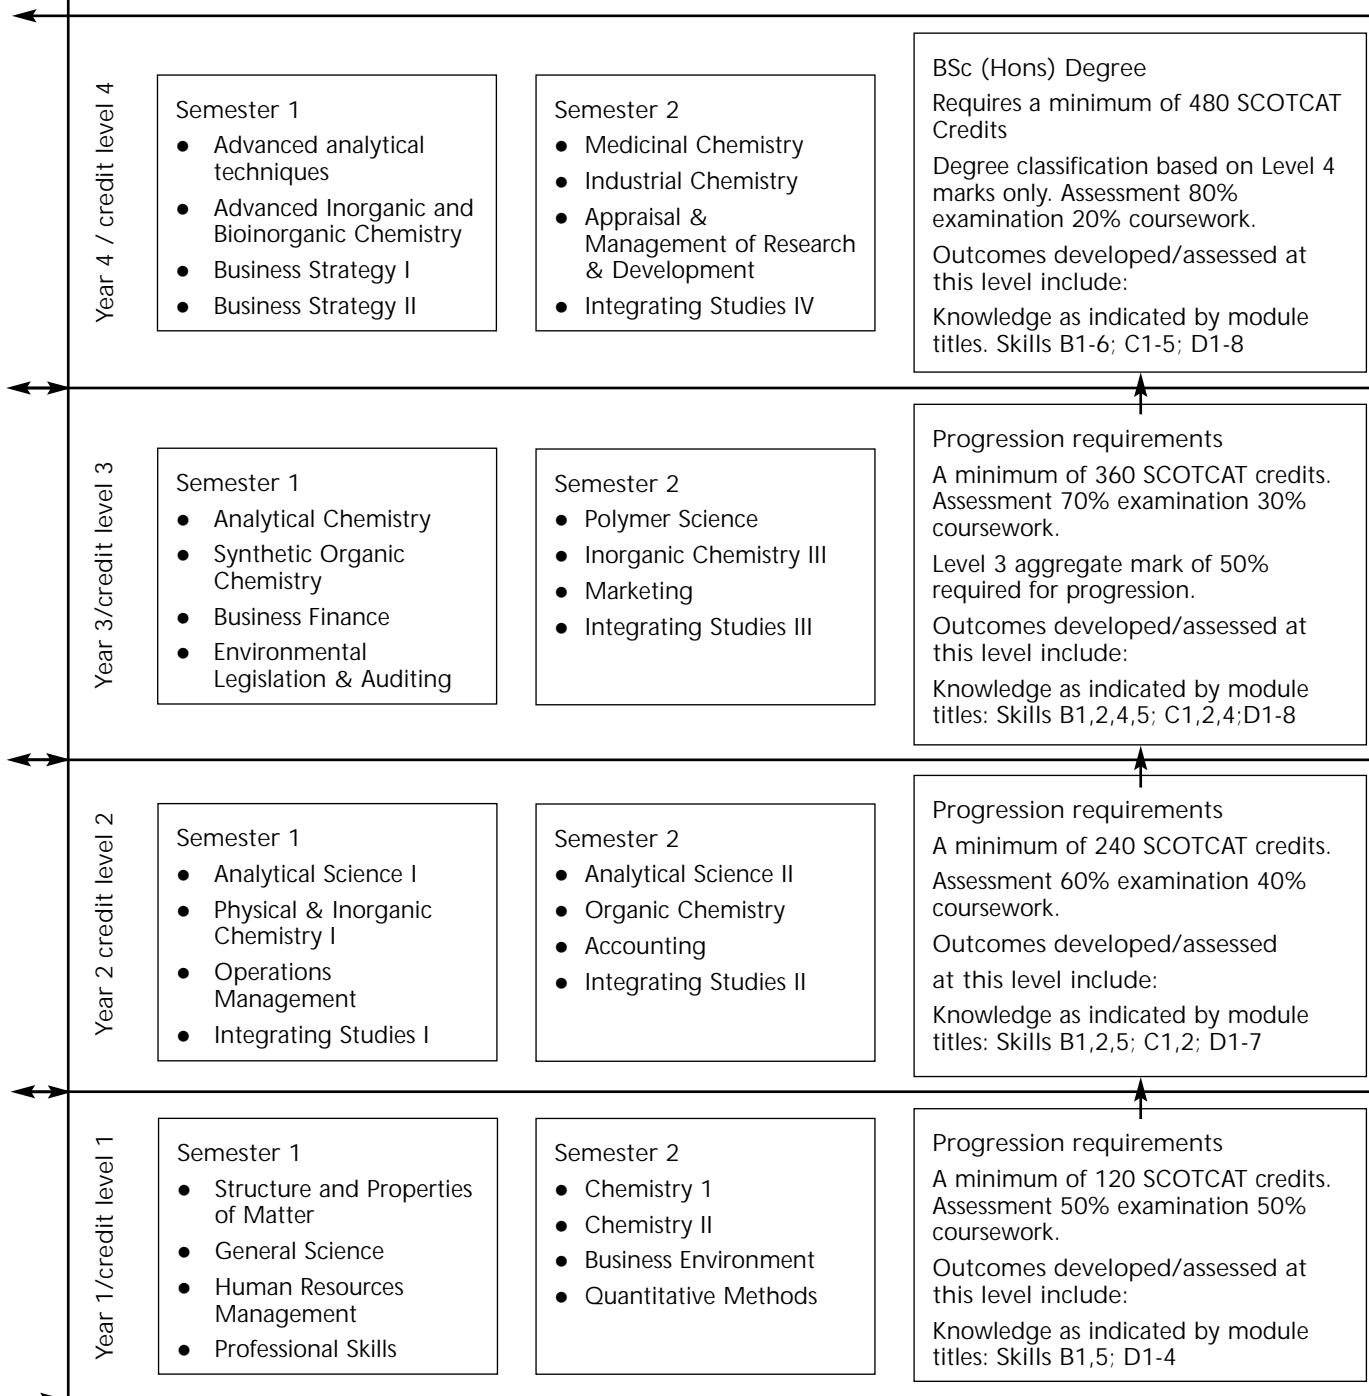 Year 4 / credit level 4
Semester 1
● Advanced analytical
techniques
● Advanced Inorganic and
Bioinorganic Chemistry
● Business Strategy I
● Business Strategy II
Semester 2
● Medicinal Chemistry
● Industrial Chemistry
● Appraisal &
Management of Research
& Development
● Integrating Studies IV
BSc (Hons) Degree
Requires a minimum of 480 SCOTCAT
Credits
Degree classification based on Level 4
marks only. Assessment 80%
examination 20% coursework.
Outcomes developed/assessed at
this level include:
Knowledge as indicated by module
titles. Skills B1-6; C1-5; D1-8
Year 3/credit level 3
Semester 1
● Analytical Chemistry
● Synthetic Organic
Chemistry
● Business Finance
● Environmental
Legislation & Auditing
Semester 2
● Polymer Science
● Inorganic Chemistry III
● Marketing
● Integrating Studies III
Progression requirements
A minimum of 360 SCOTCAT credits.
Assessment 70% examination 30%
coursework.
Level 3 aggregate mark of 50%
required for progression.
Outcomes developed/assessed at
this level include:
Knowledge as indicated by module
titles: Skills B1,2,4,5; C1,2,4;D1-8
Year 2 credit level 2
Semester 1
● Analytical Science I
● Physical & Inorganic
Chemistry I
● Operations
Management
● Integrating Studies I
Semester 2
● Analytical Science II
● Organic Chemistry
● Accounting
● Integrating Studies II
Progression requirements
A minimum of 240 SCOTCAT credits.
Assessment 60% examination 40%
coursework.
Outcomes developed/assessed
at this level include:
Knowledge as indicated by module
titles: Skills B1,2,5; C1,2; D1-7
Year 1/credit level 1
Semester 1
● Structure and Properties
of Matter
● General Science
● Human Resources
Management
● Professional Skills
Semester 2
● Chemistry 1
● Chemistry II
● Business Environment
● Quantitative Methods
Progression requirements
A minimum of 120 SCOTCAT credits.
Assessment 50% examination 50%
coursework.
Outcomes developed/assessed at
this level include:
Knowledge as indicated by module
titles: Skills B1,5; D1-4